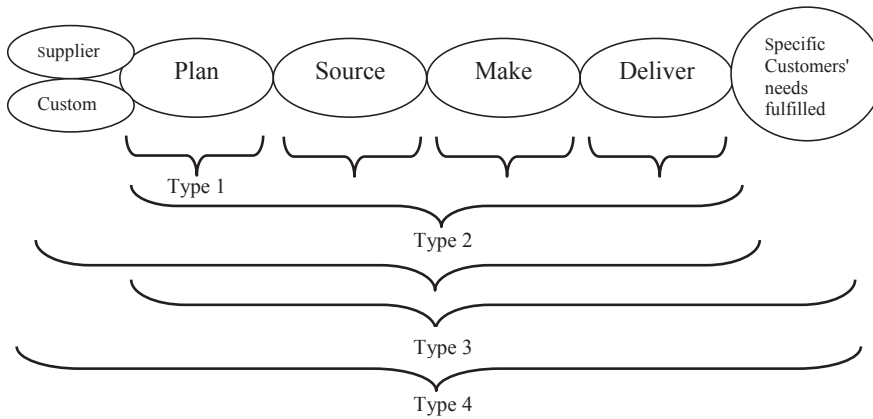 Supplier
Custom
Plan
Source
Make
Deliver
Specific
Customers'
needs
fulfilled
Type 1
Type 2
Type 3
Type 4